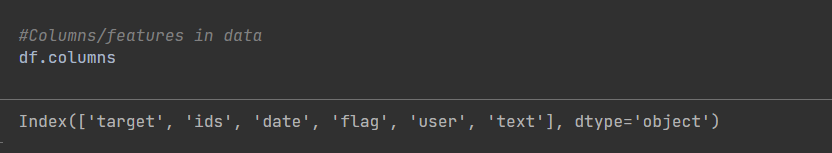 #Columns/features in data
df.columns
Index(['target', 'ids', 'date', 'flag', 'user', 'text'], dtype='object')